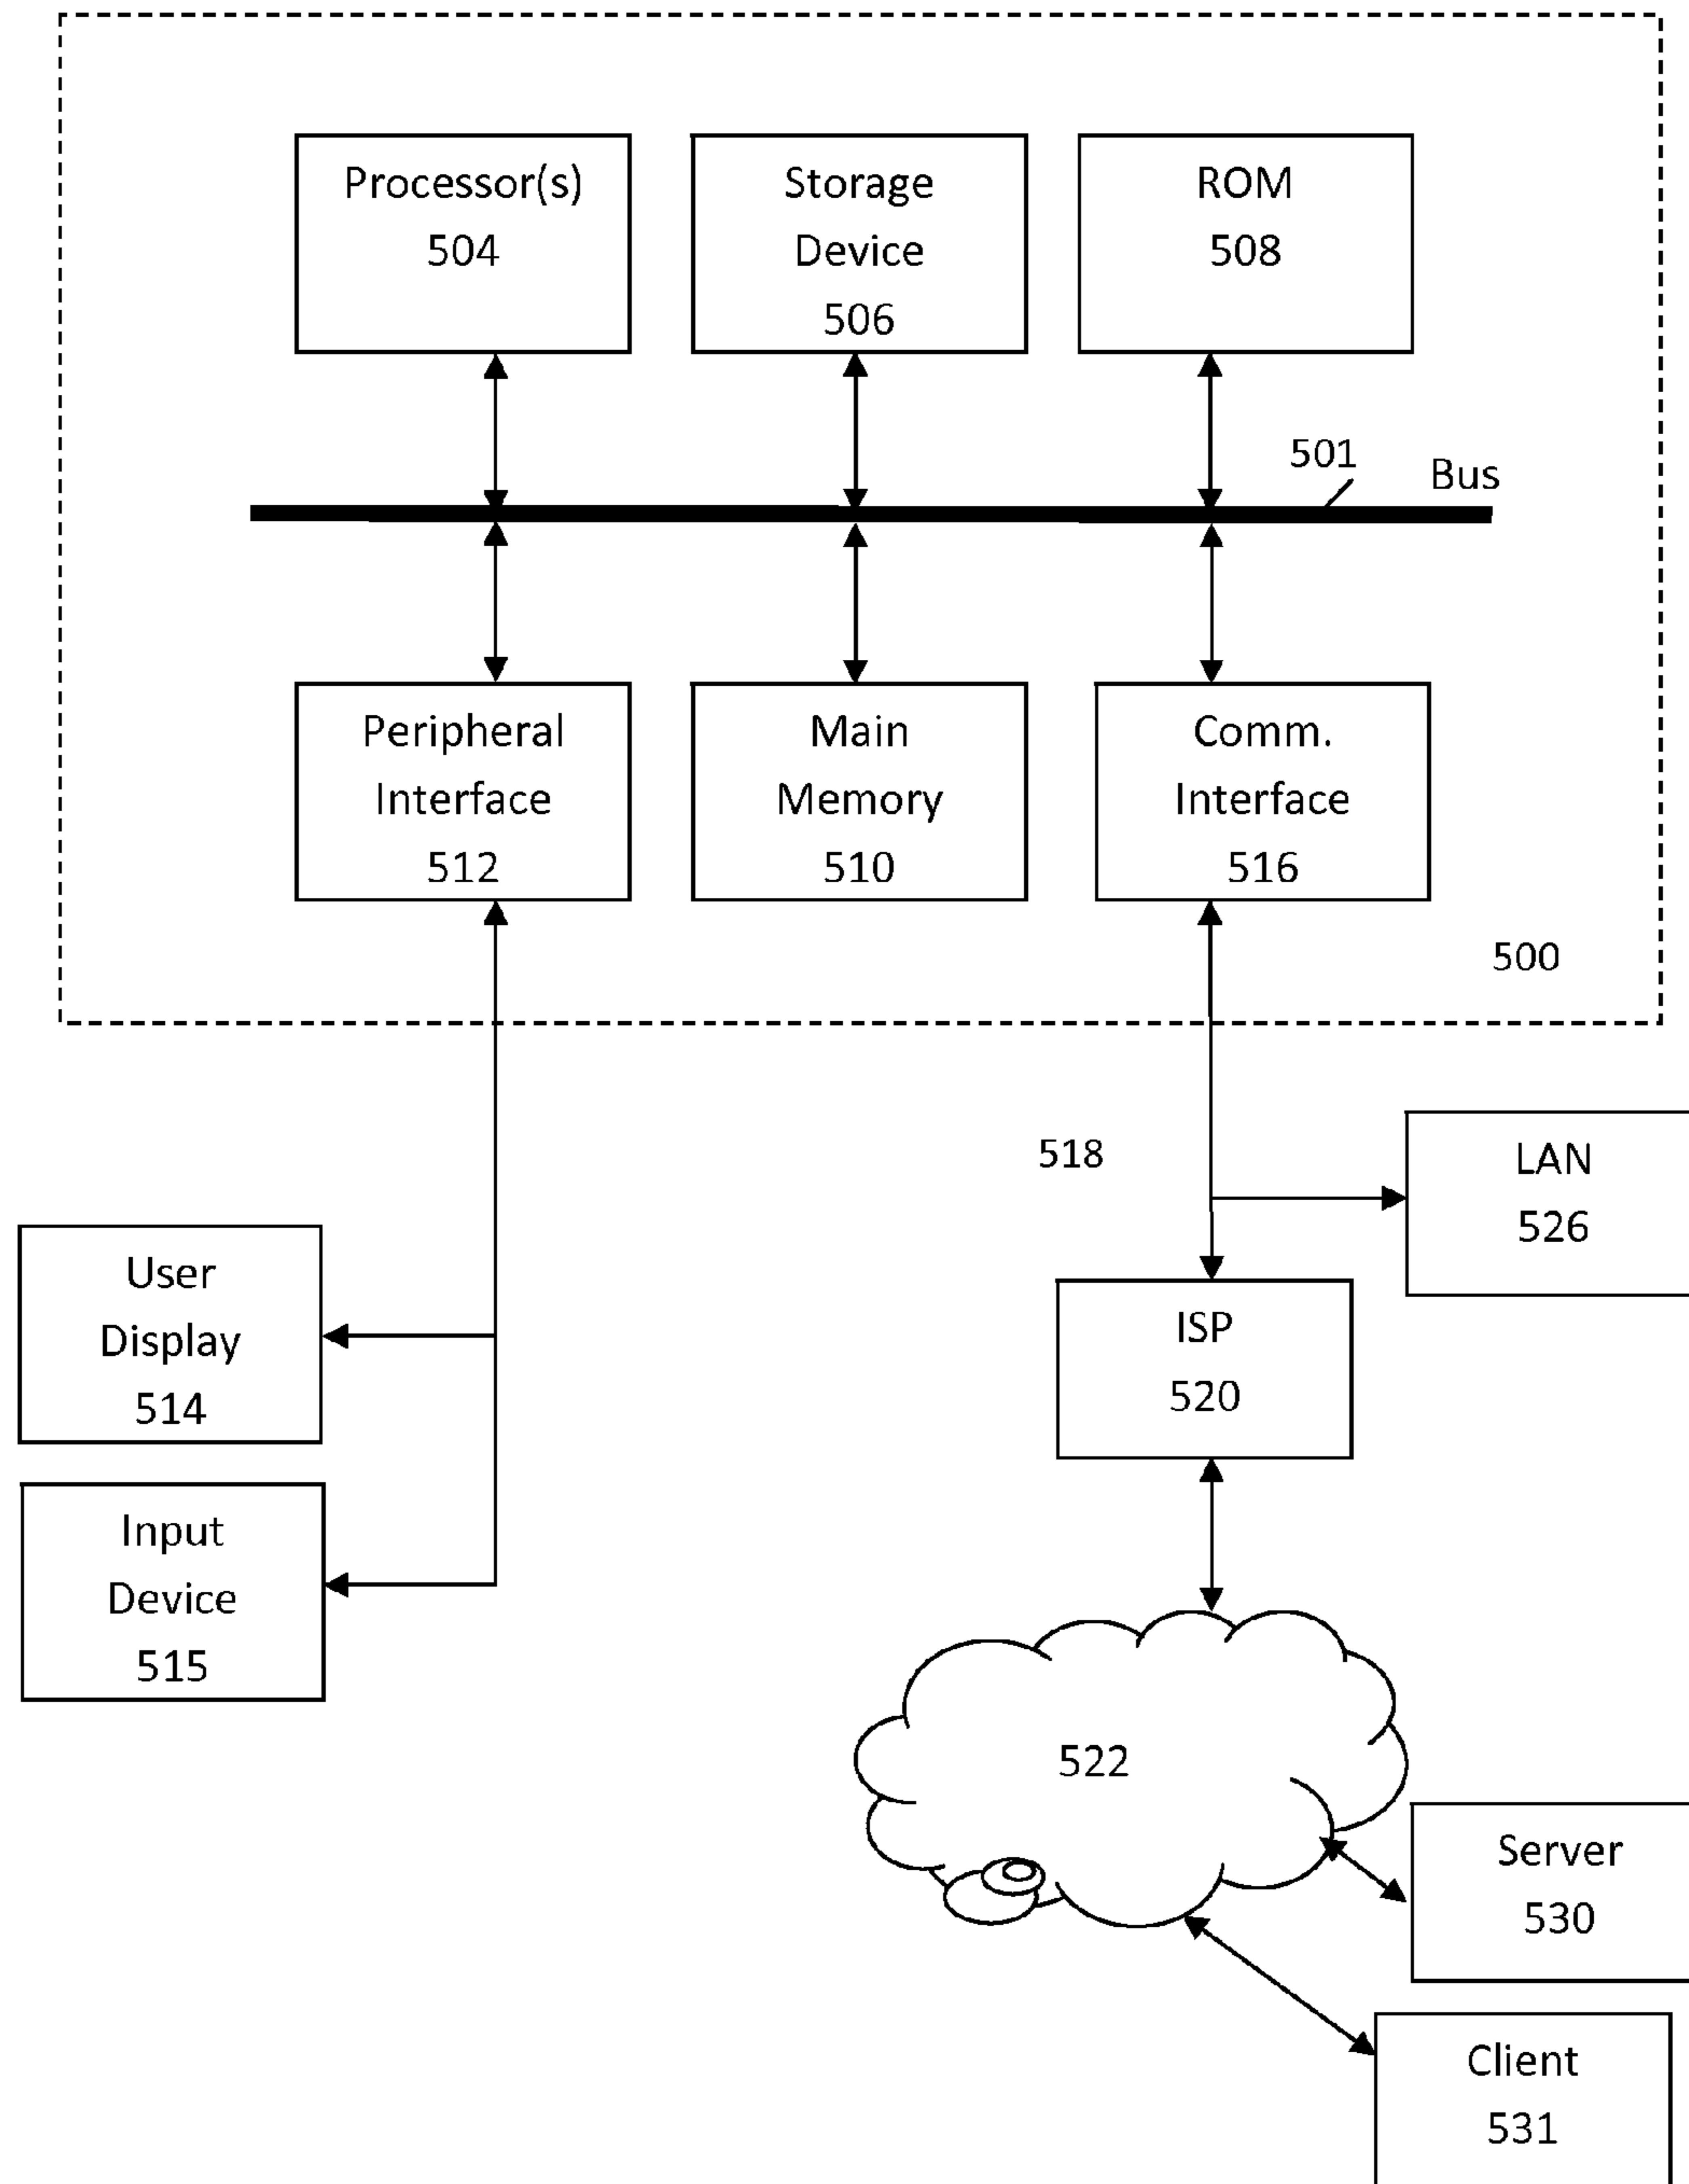 Processor(s)
504
Storage
Device
506
ROM
508
501
Bus
Peripheral
Interface
512
Main
Memory
510
Comm.
Interface
516
500
518
LAN
526
User
Display
514
ISP
520
Input
Device
515
522
Server
530
Client
531